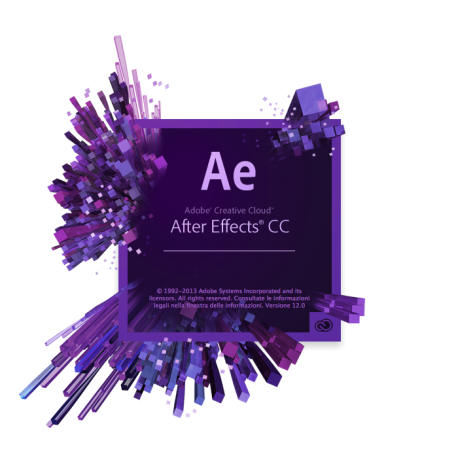 Ae
Adobe® Creative Cloud™
After Effects® CC
© 1992–2013 Adobe Systems Incorporated and its
licensors. All rights reserved. Consultate le informazioni
legali nella finestra delle informazioni. Versione 12.0